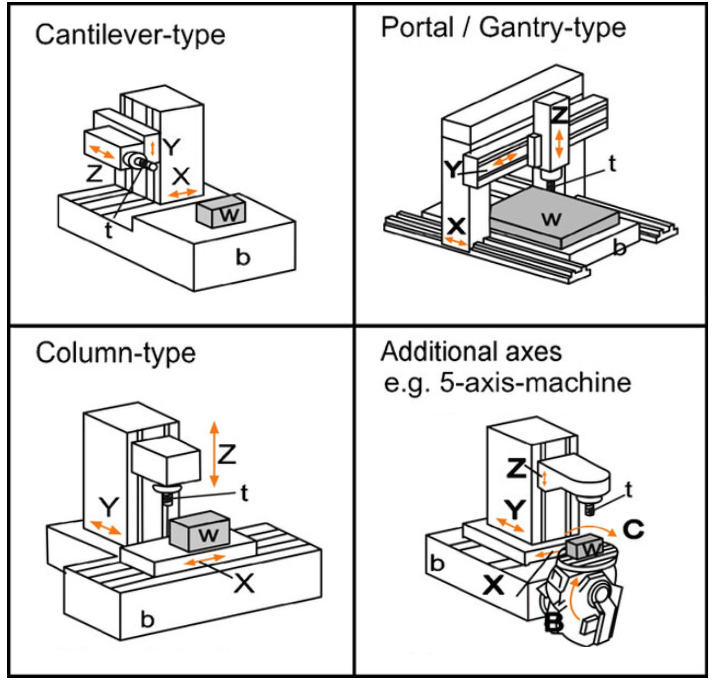 Cantilever-type
Y
Z
X
t
w
b
Portal / Gantry-type
Z
Y
t
X
w
b
Column-type
Z
t
Y
w
X
b
Additional axes
e.g. 5-axis-machine
Z
t
Y
C
b
w
X
B